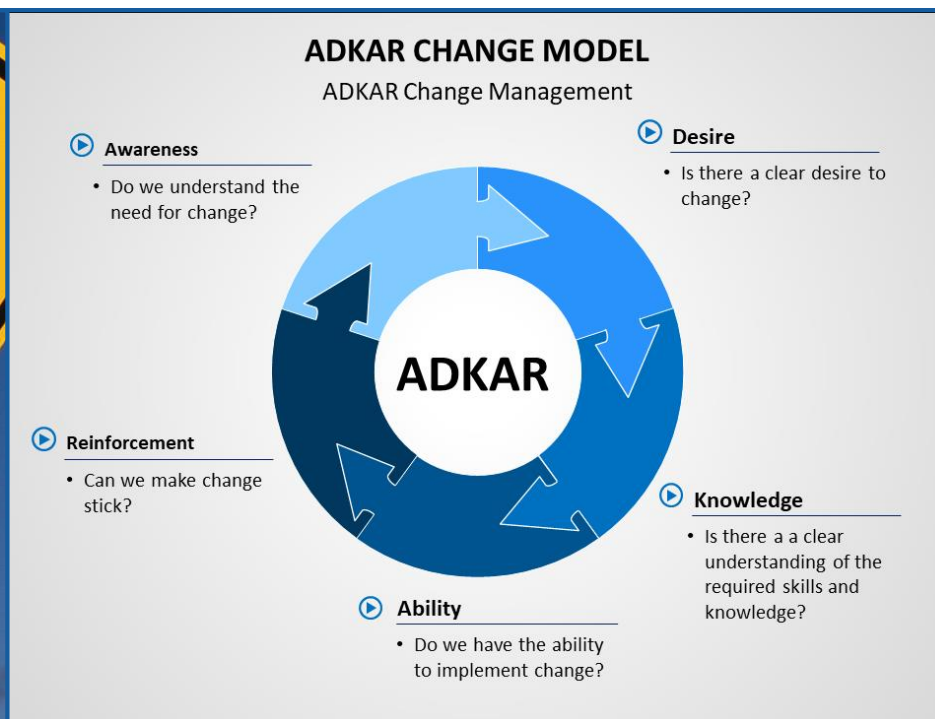 ADKAR CHANGE MODEL
ADKAR Change Management
Awareness
• Do we understand the
need for change?
Desire
• Is there a clear desire to
change?
ADKAR
Reinforcement
• Can we make change
stick?
Knowledge
• Is there a a clear
understanding of the
required skills and
knowledge?
Ability
• Do we have the ability
to implement change?